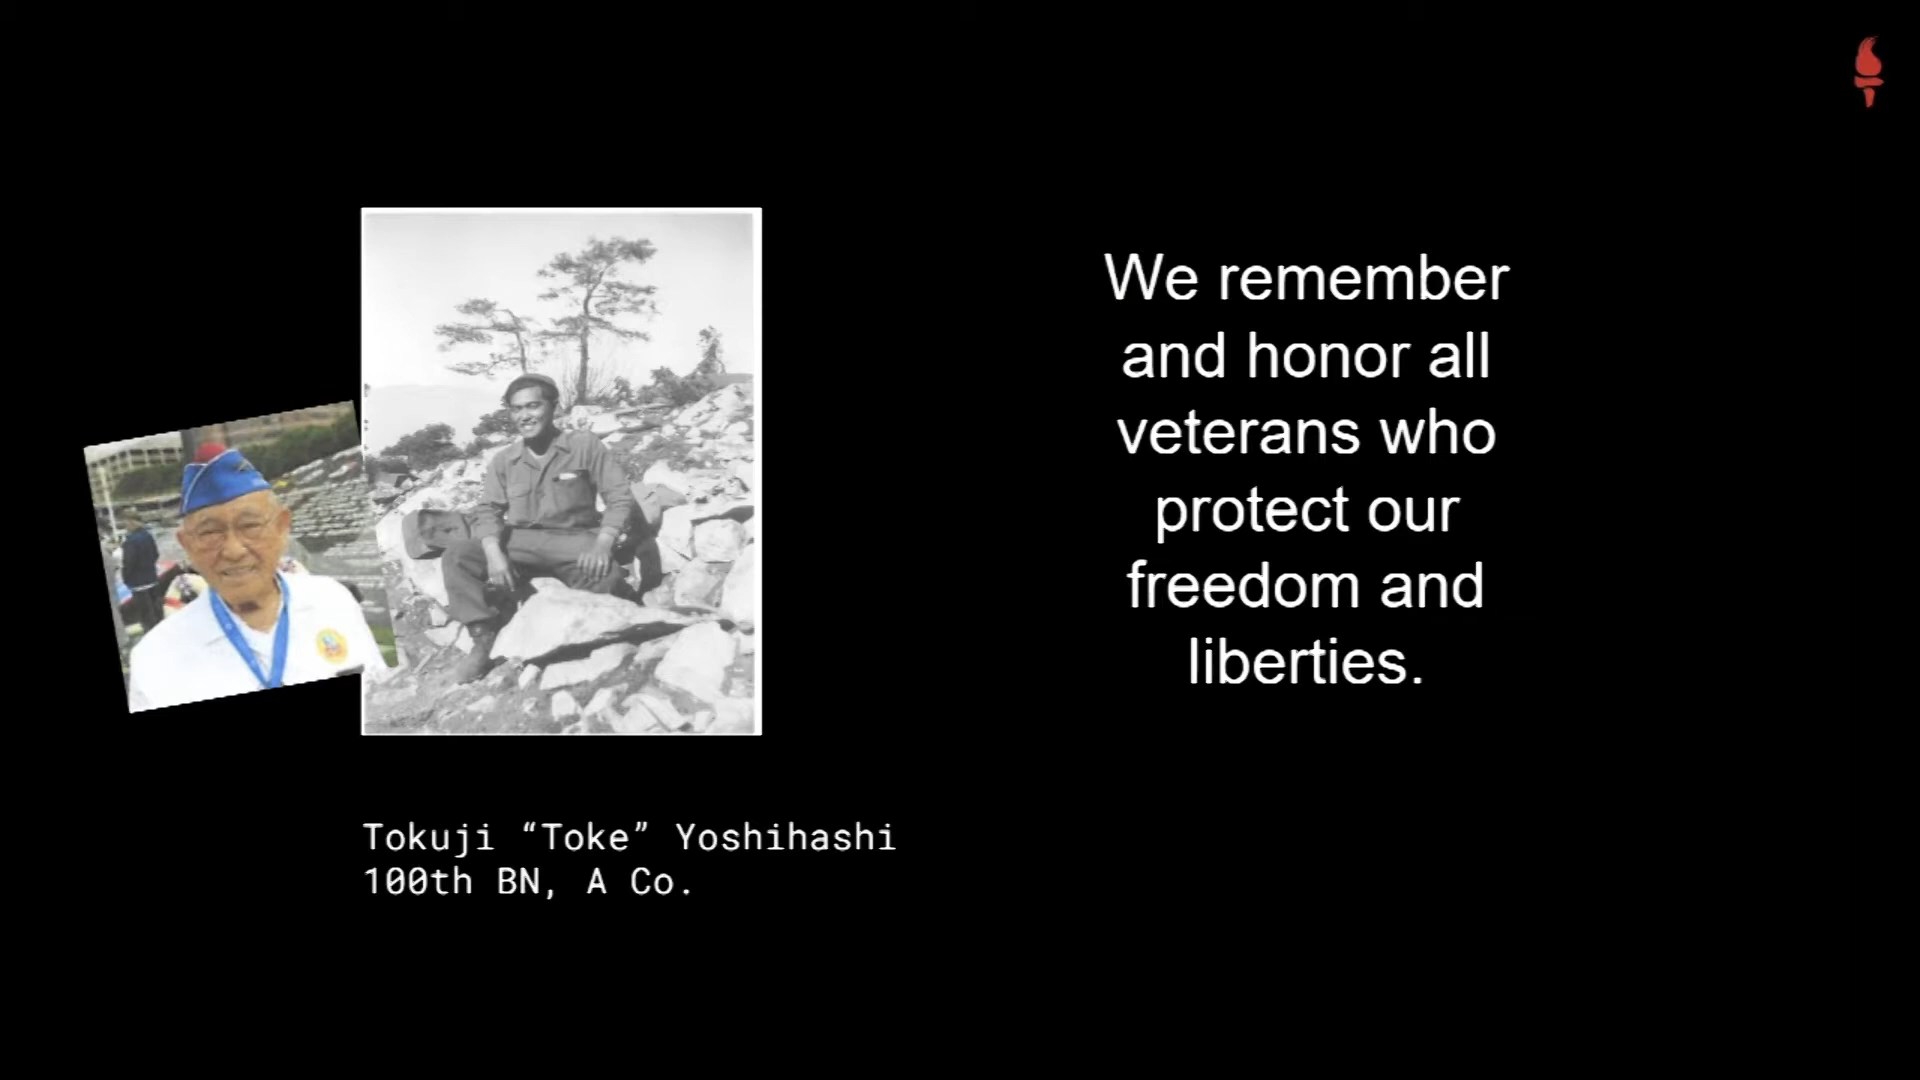 We remember
and honor all
veterans who
protect our
freedom and
liberties.
Tokuji “Toke” Yoshihashi
100th BN, A Co.